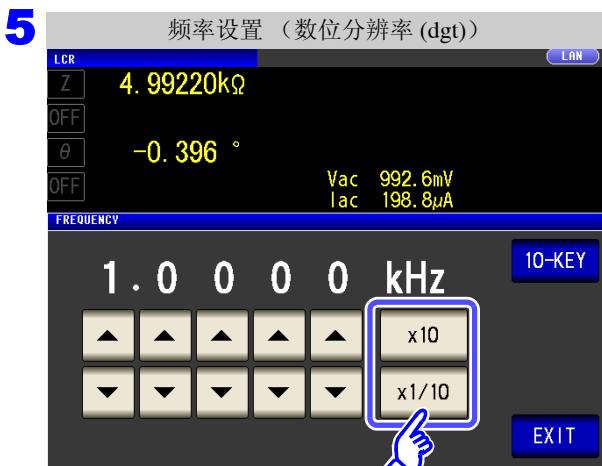 5
频率设置 （数位分辨率 (dgt)）
LCR LAN
Z 4.99220kΩ
OFF
θ -0.396 °
OFF Vac 992.6mV
Iac 198.8μA
FREQUENCY
1.0000 kHz 10-KEY
▲ ▲ ▲ ▲ ▲ x10
▼ ▼ ▼ ▼ ▼ x1/10
EXIT